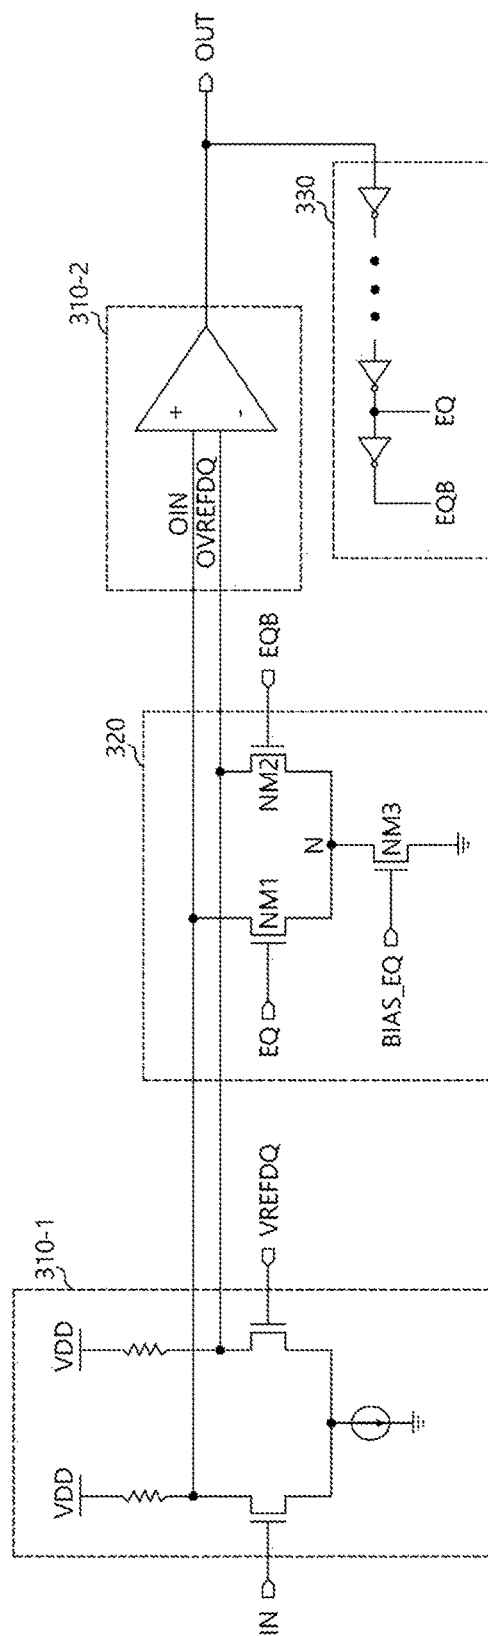 310-1
VDD
VDD
IN
VREFDQ
320
EQ
NM1
NM2
EQB
N
BIAS_EQ
NM3
310-2
OIN
OVREFDQ
+
-
OUT
330
EQB
EQ